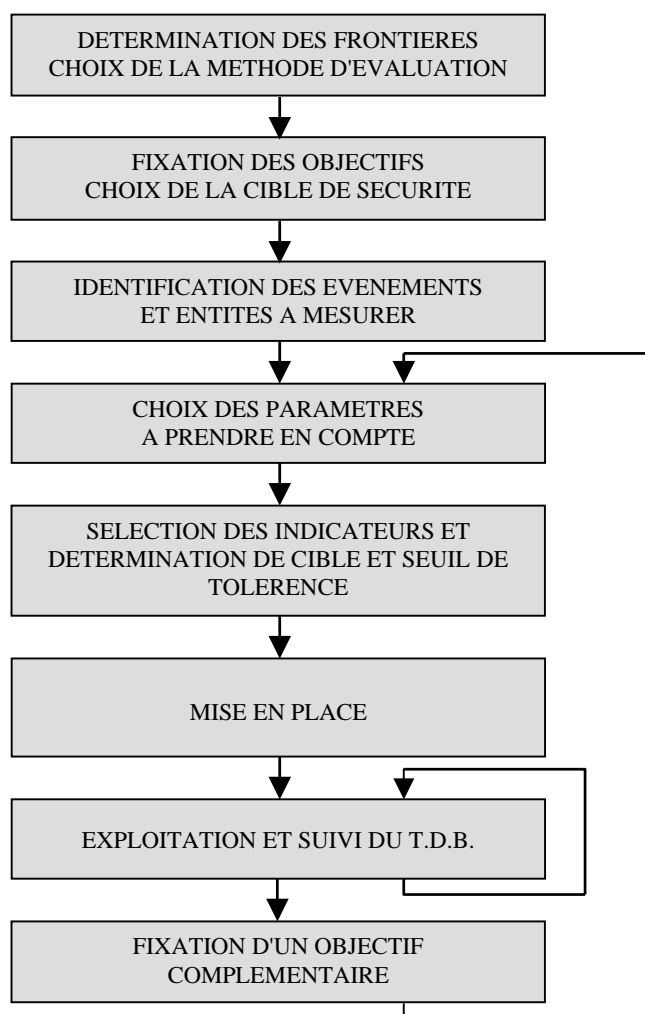 DETERMINATION DES FRONTIERES
CHOIX DE LA METHODE D'EVALUATION
FIXATION DES OBJECTIFS
CHOIX DE LA CIBLE DE SECURITE
IDENTIFICATION DES EVENEMENTS
ET ENTITES A MESURER
CHOIX DES PARAMETRES
A PRENDRE EN COMPTE
SELECTION DES INDICATEURS ET
DETERMINATION DE CIBLE ET SEUIL DE
TOLERENCE
MISE EN PLACE
EXPLOITATION ET SUIVI DU T.D.B.
FIXATION D'UN OBJECTIF
COMPLEMENTAIRE